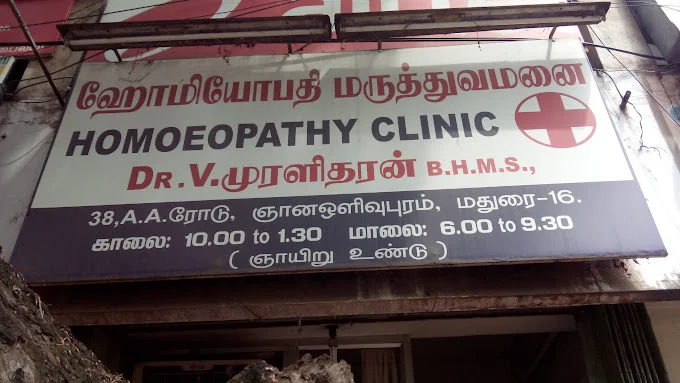 ஹோமியோபதி மருத்துவமனை
HOMOEOPATHY CLINIC
DR.V.முரளிதரன் B.H.M.S.,
38,A.A.ரோடு, ஞானஒளிவுபுரம், மதுரை-16.
காலை: 10.00 to 1.30 மாலை: 6.00 to 9.30
( ஞாயிறு உண்டு )